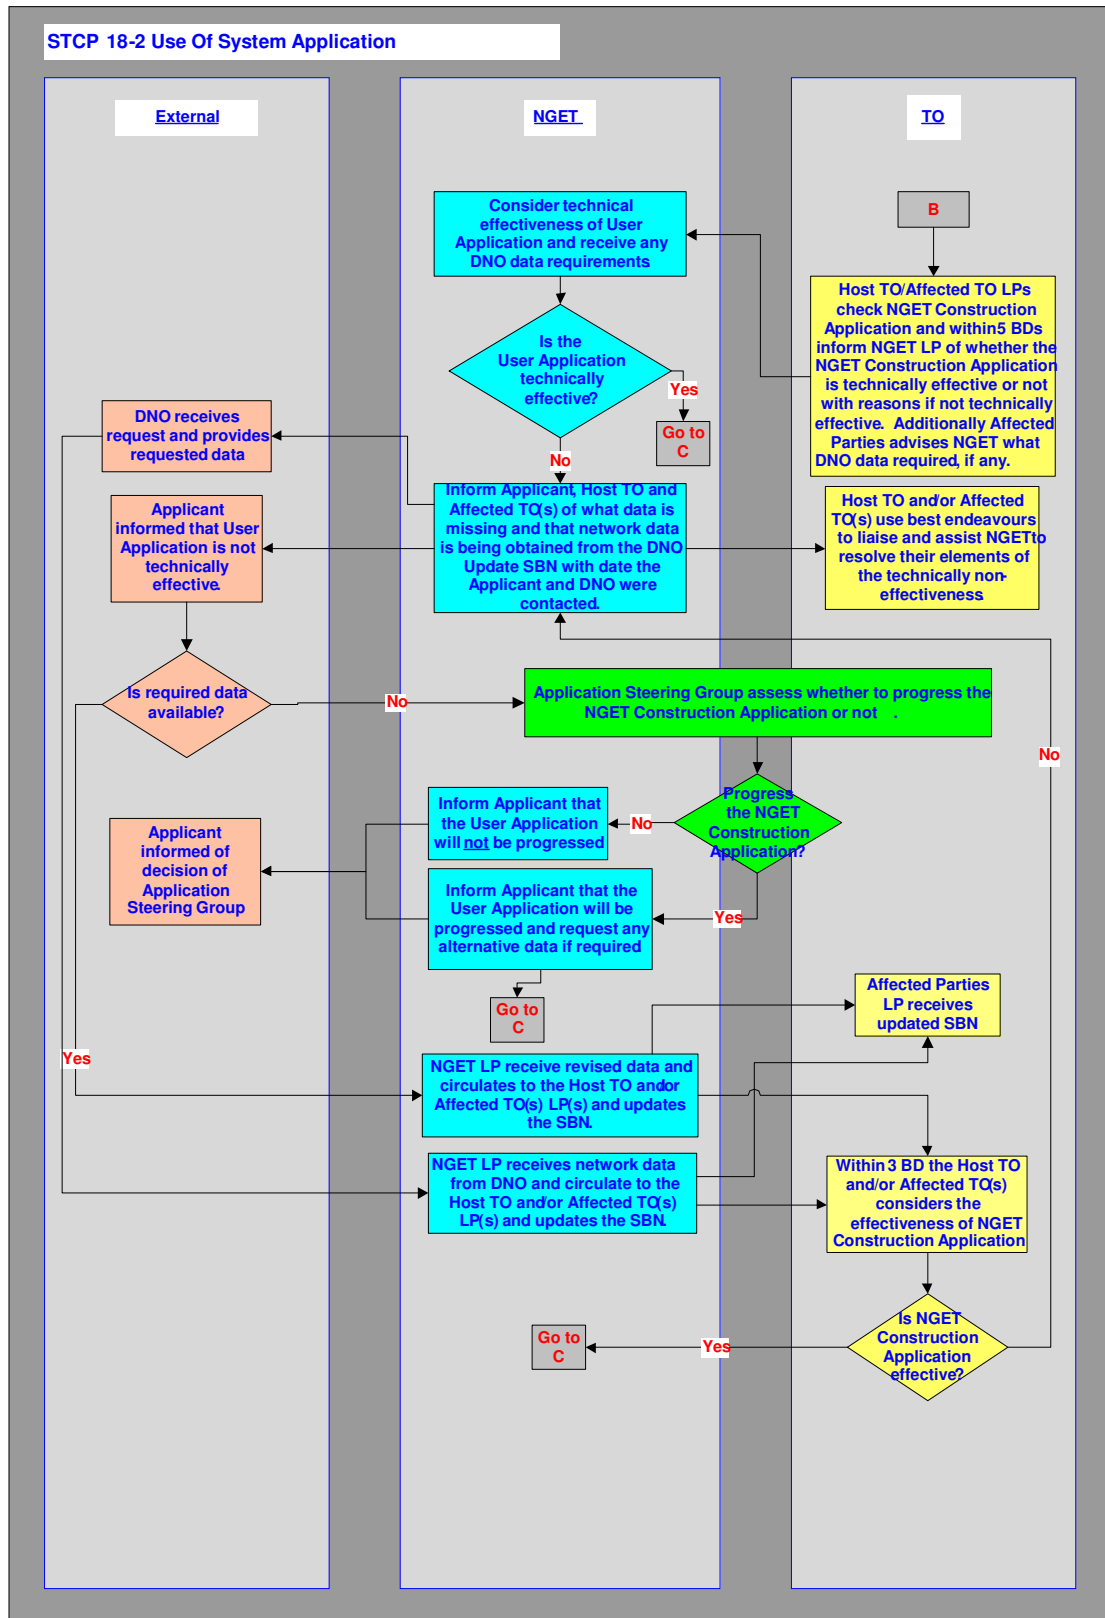 STCP 18-2 Use Of System Application
External
NGET
TO
Consider technical
effectiveness of User
Application and receive any
DNO data requirements
B
Host TO/Affected TO LPs
check NGET Construction
Application and within 5 BDs
inform NGET LP of whether the
NGET Construction Application
is technically effective or not
with reasons if not technically
effective. Additionally Affected
Parties advises NGET what
DNO data required, if any.
Is the
User Application
technically
effective?
Yes
Go to
C
No
DNO receives
request and provides
requested data
Applicant
informed that User
Application is not
technically
effective.
Inform Applicant, Host TO and
Affected TO(s) of what data is
missing and that network data
is being obtained from the DNO
Update SBN with date the
Applicant and DNO were
contacted.
Host TO and/or Affected
TO(s) use best endeavours
to liaise and assist NGET to
resolve their elements of
the technically non-
effectiveness
Is required data
available?
No
Application Steering Group assess whether to progress the
NGET Construction Application or not .
No
Progress
the NGET
Construction
Application?
No
Inform Applicant that
the User Application
will not be progressed
Applicant
informed of
decision of
Application
Steering Group
Inform Applicant that the
User Application will be
progressed and request any
alternative data if required
Yes
Go to
C
Affected Parties
LP receives
updated SBN
Yes
NGET LP receive revised data and
circulates to the Host TO and/or
Affected TO(s) LP(s) and updates
the SBN.
NGET LP receives network data
from DNO and circulate to the
Host TO and/or Affected TO(s)
LP(s) and updates the SBN.
Within 3 BD the Host TO
and/or Affected TO(s)
considers the
effectiveness of NGET
Construction Application
Is NGET
Construction
Application
effective?
Yes
Go to
C